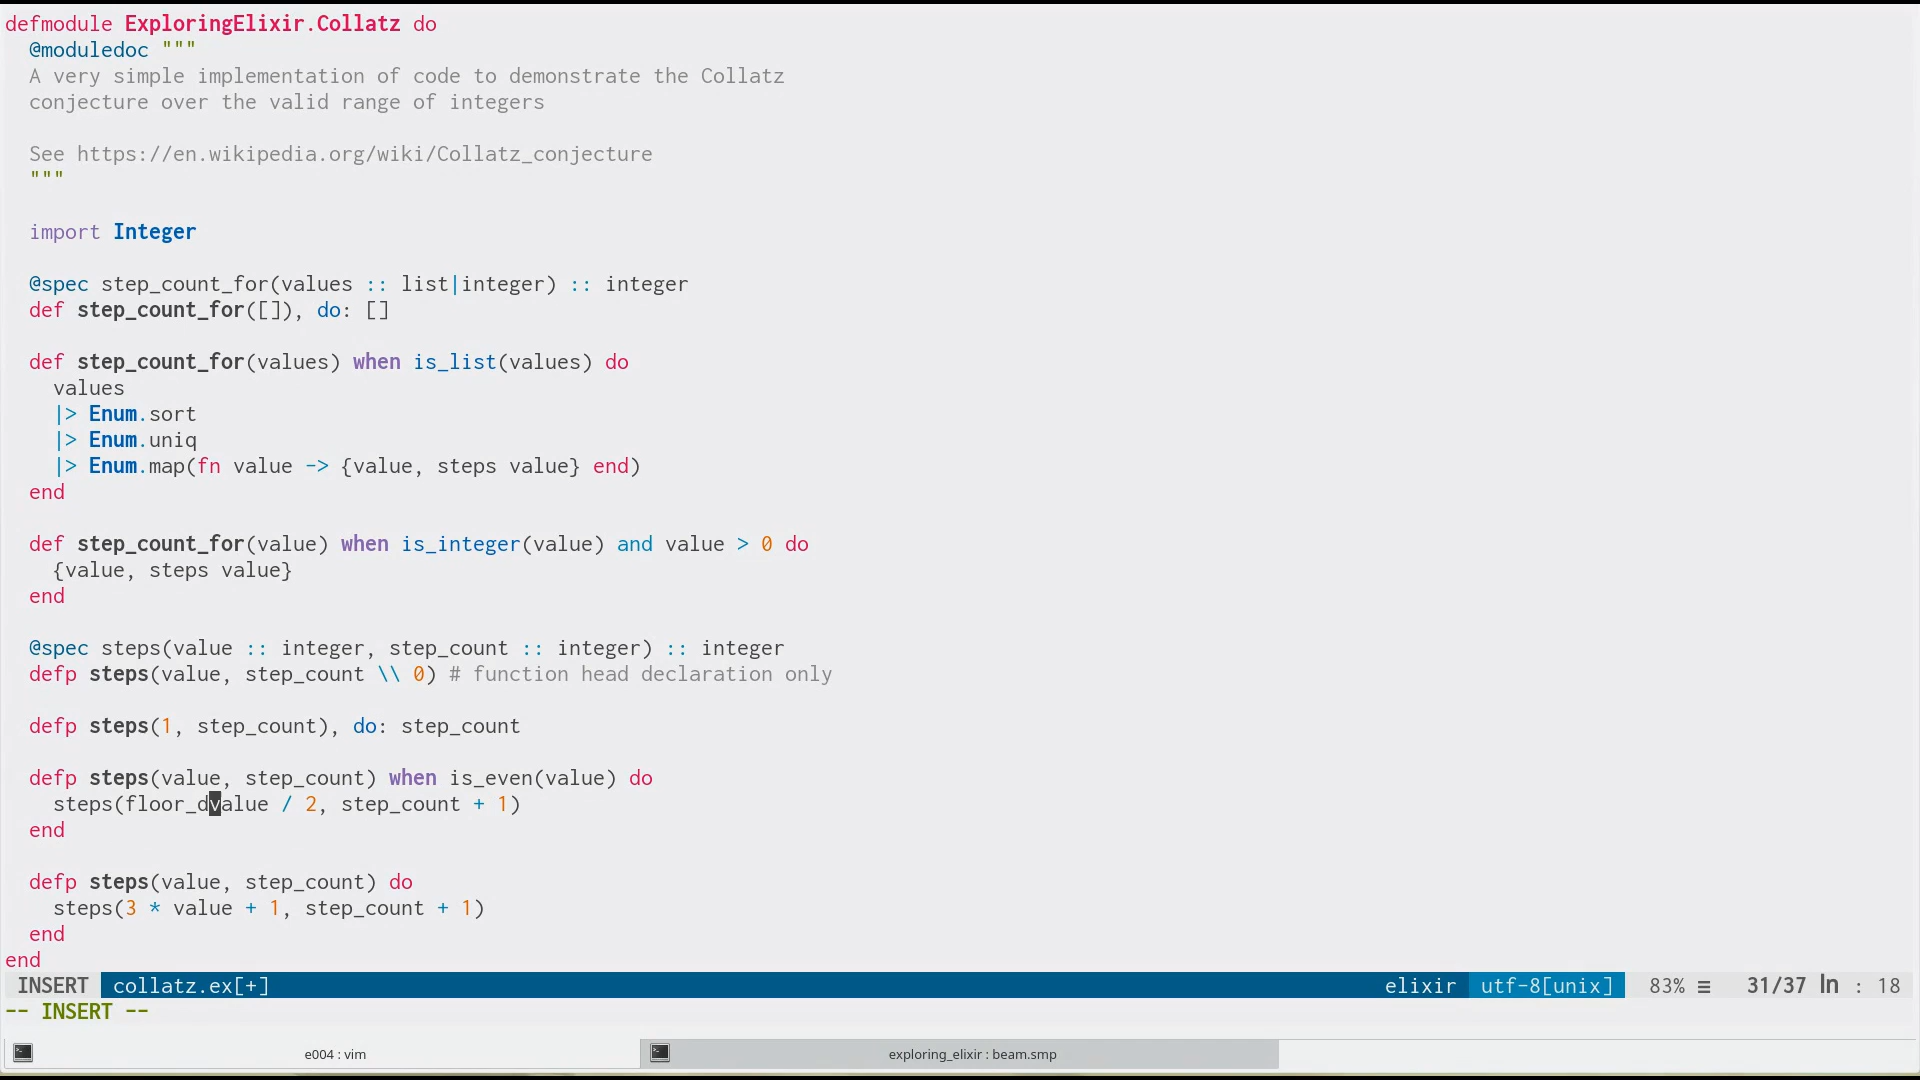 defmodule ExploringElixir.Collatz do
  @moduledoc """
  A very simple implementation of code to demonstrate the Collatz
  conjecture over the valid range of integers

  See https://en.wikipedia.org/wiki/Collatz_conjecture
  """

  import Integer

  @spec step_count_for(values :: list|integer) :: integer
  def step_count_for([]), do: []

  def step_count_for(values) when is_list(values) do
    values
    |> Enum.sort
    |> Enum.uniq
    |> Enum.map(fn value -> {value, steps value} end)
  end

  def step_count_for(value) when is_integer(value) and value > 0 do
    {value, steps value}
  end

  @spec steps(value :: integer, step_count :: integer) :: integer
  defp steps(value, step_count \\ 0) # function head declaration only

  defp steps(1, step_count), do: step_count

  defp steps(value, step_count) when is_even(value) do
    steps(floor_dvalue / 2, step_count + 1)
  end

  defp steps(value, step_count) do
    steps(3 * value + 1, step_count + 1)
  end
end
INSERT collatz.ex[+] elixir utf-8[unix] 83% ≡ 31/37 ln : 18
-- INSERT --
e004 : vim exploring_elixir : beam.smp